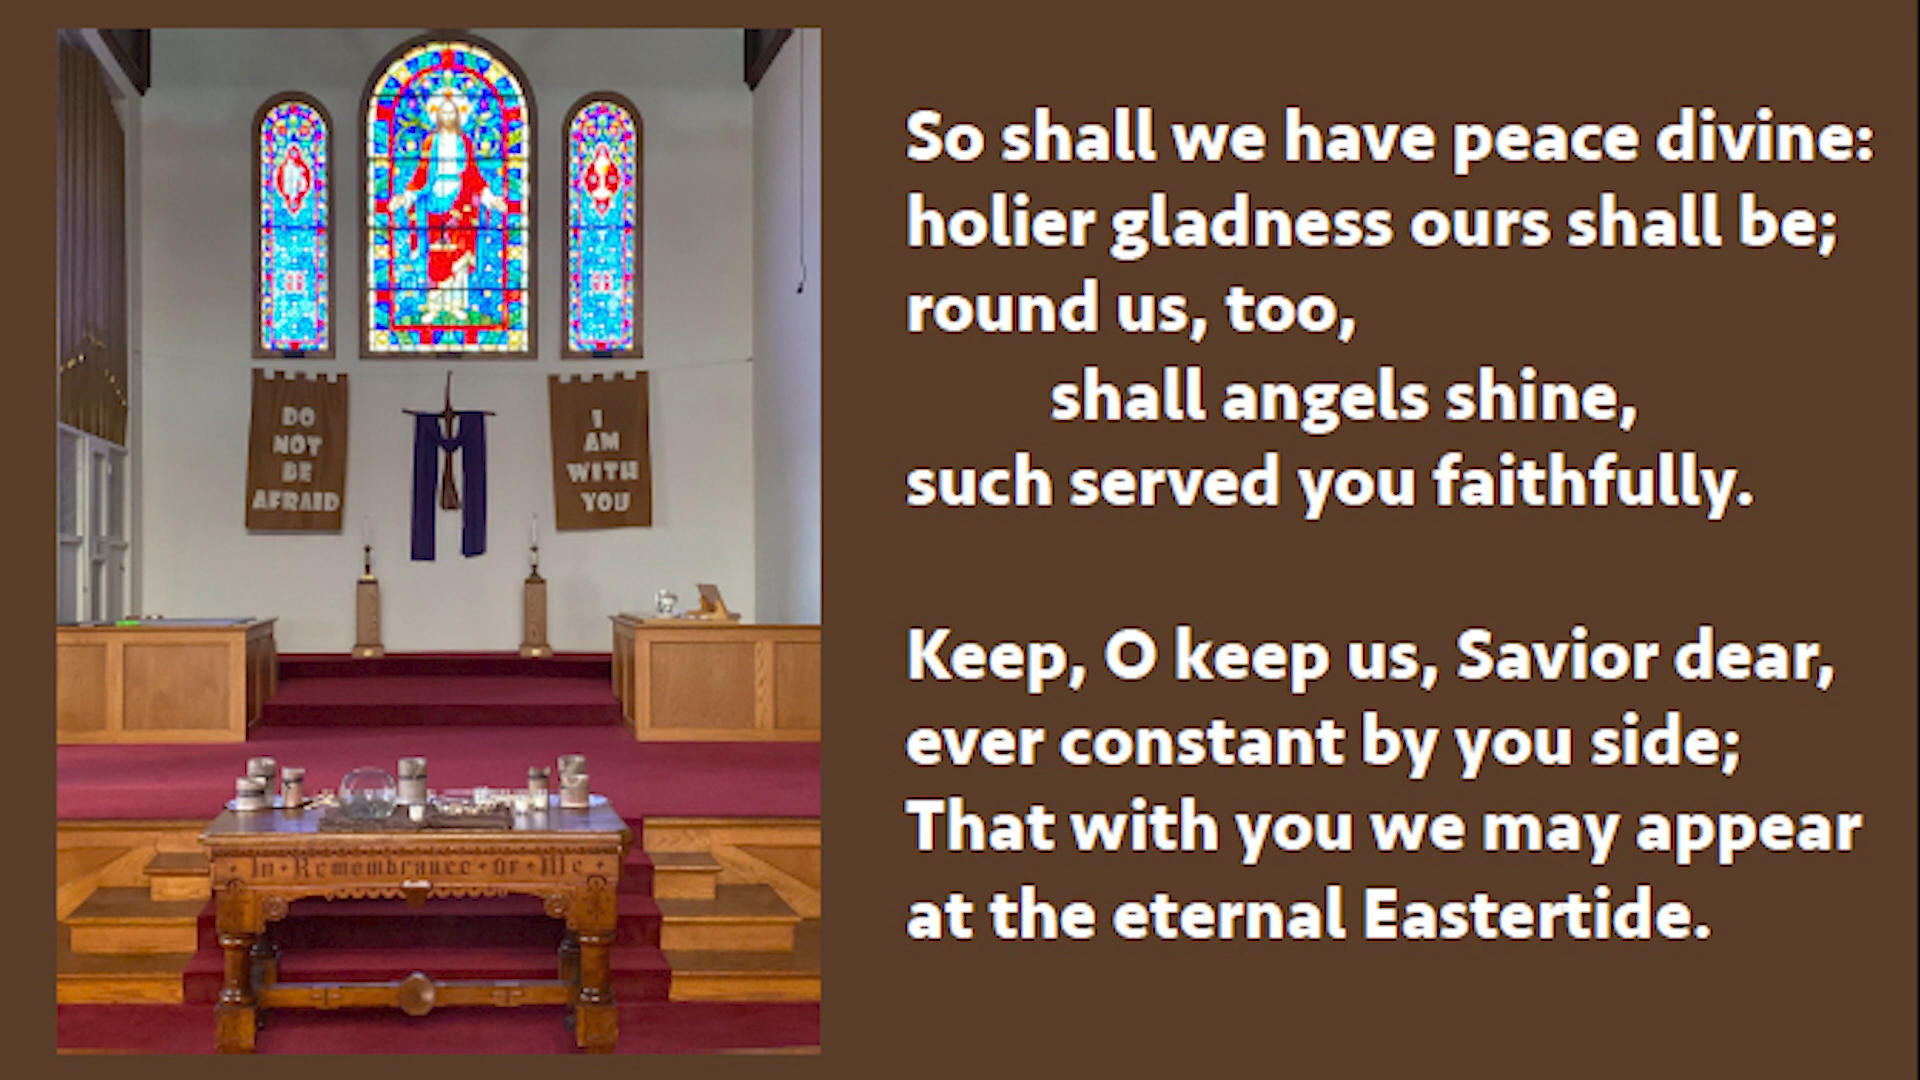 DO
NOT
BE
AFRAID
I
AM
WITH
YOU
In Remembrance Of Me
So shall we have peace divine:
holier gladness ours shall be;
round us, too,
shall angels shine,
such served you faithfully.
Keep, O keep us, Savior dear,
ever constant by you side;
That with you we may appear
at the eternal Eastertide.